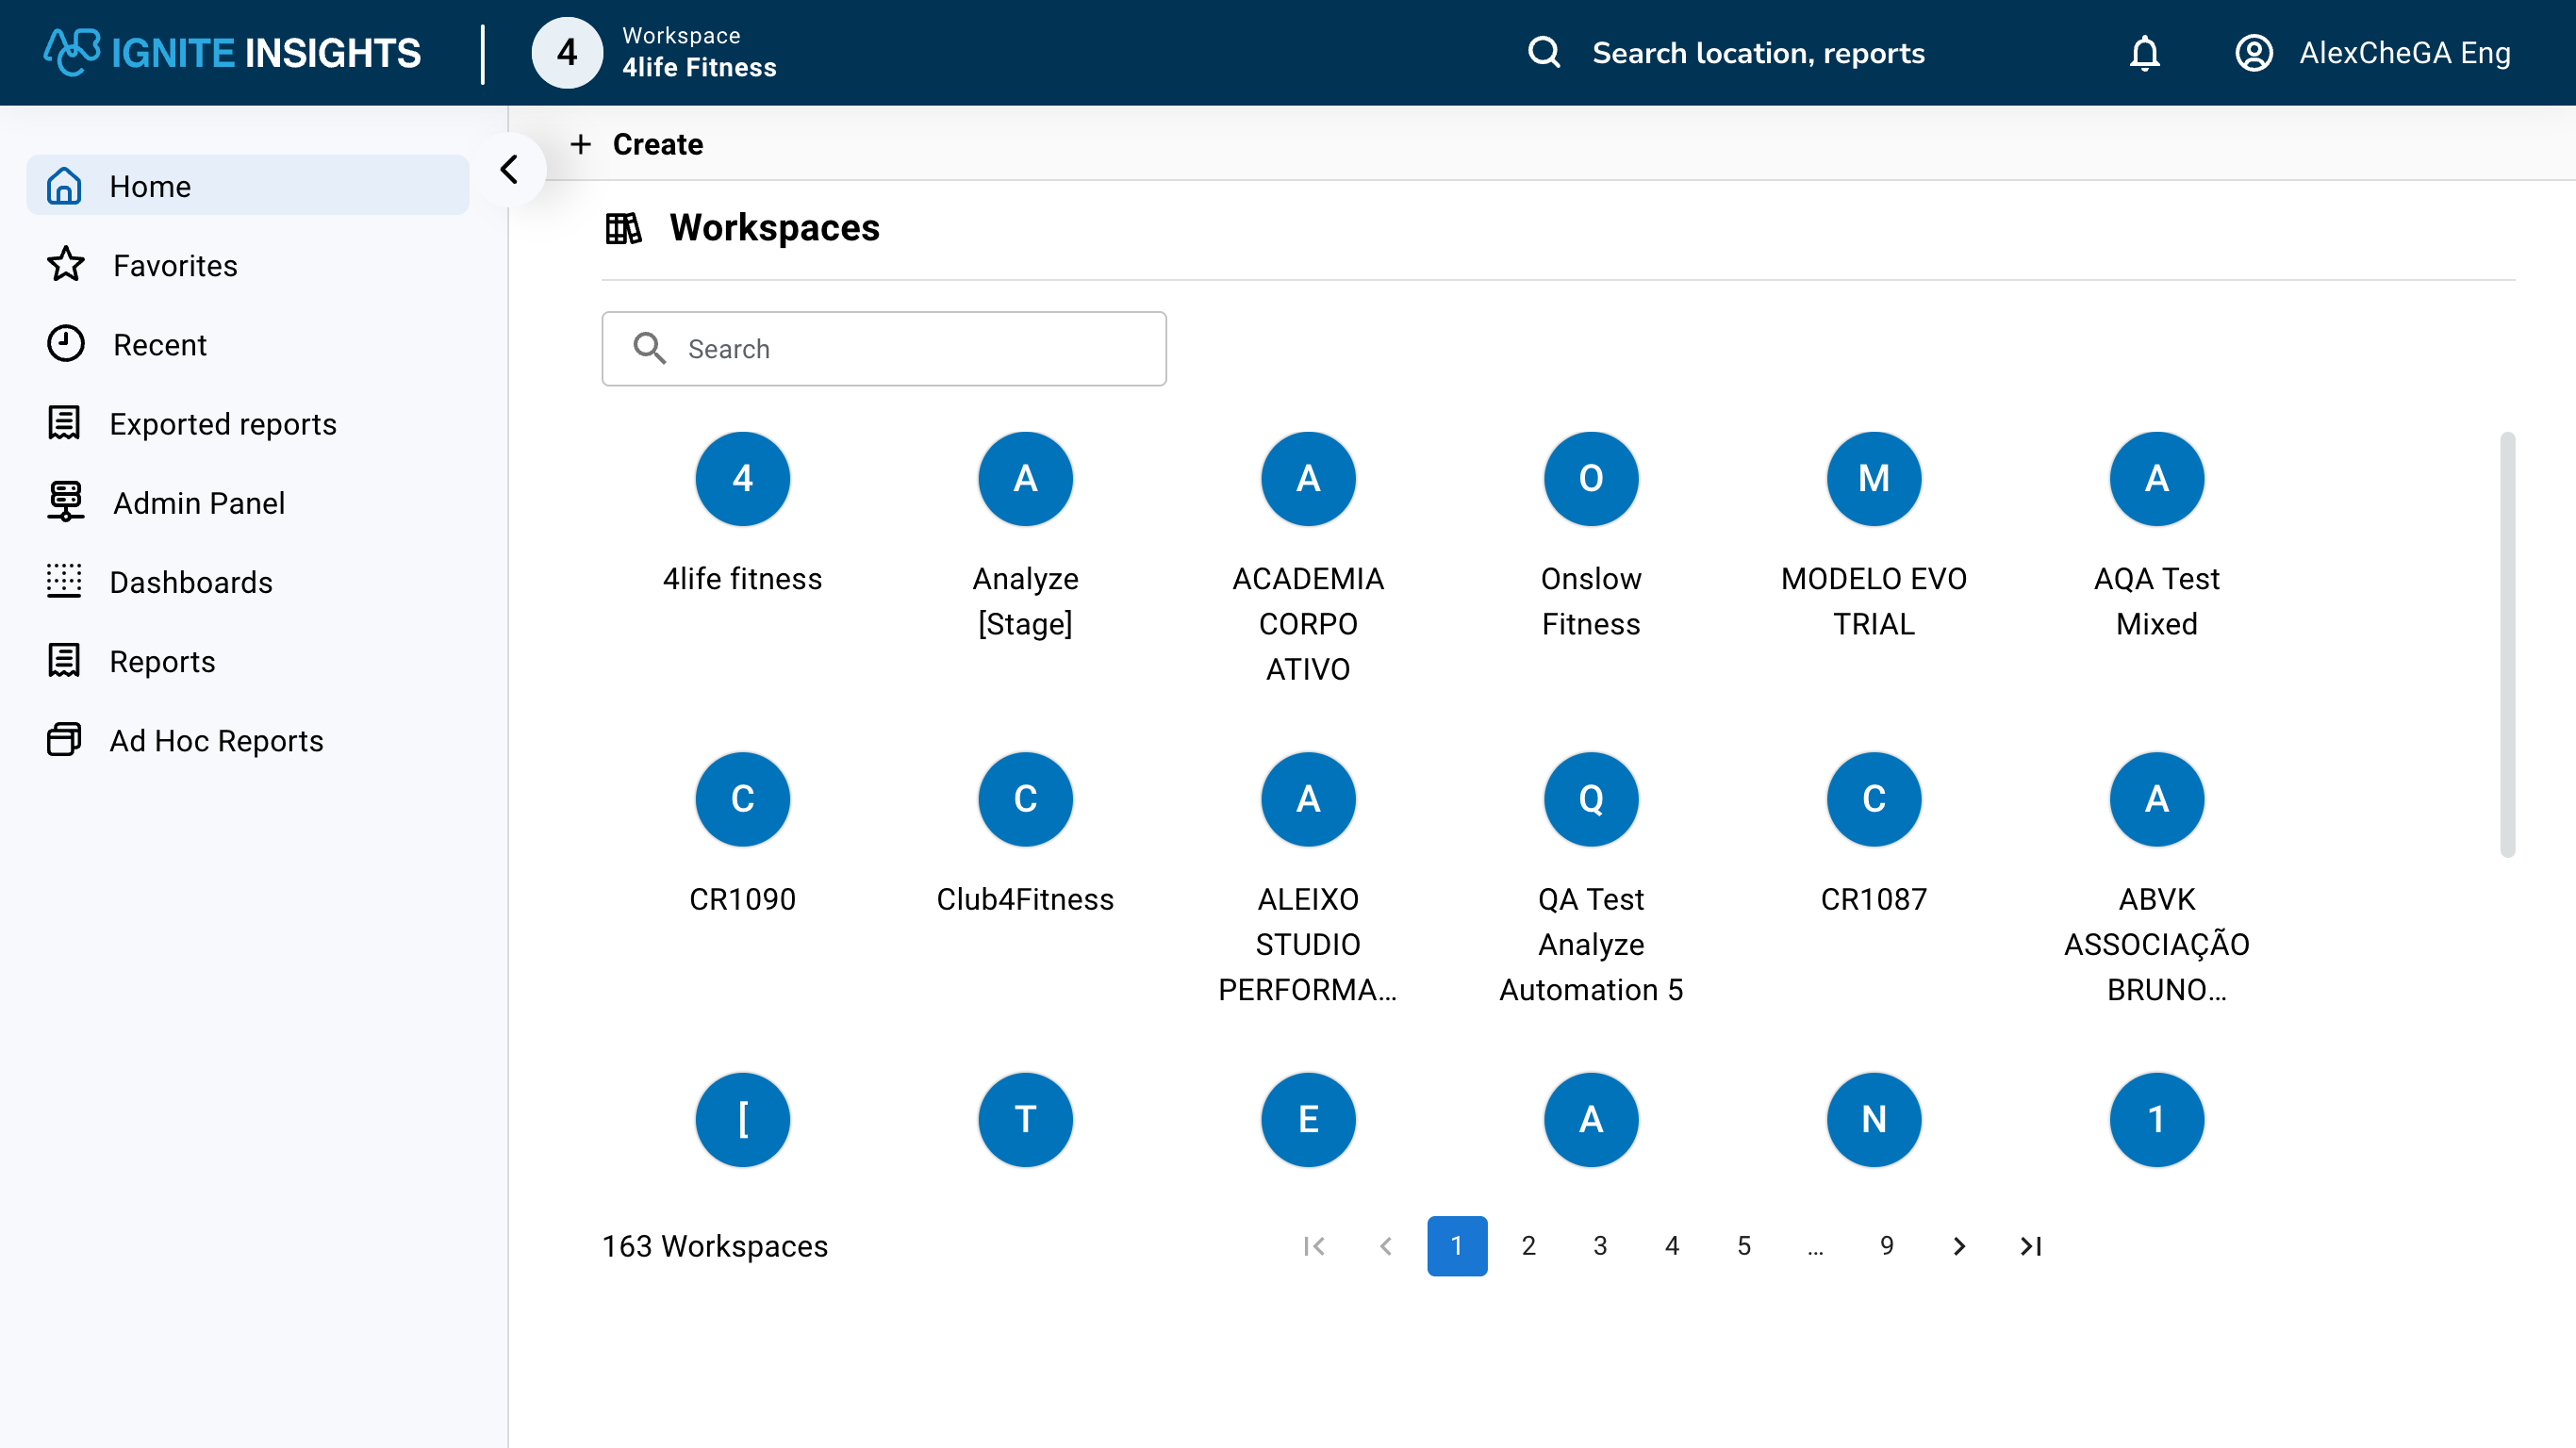 IGNITE INSIGHTS
4
Workspace
4life Fitness
Search location, reports
AlexCheGA Eng
Home
Favorites
Recent
Exported reports
Admin Panel
Dashboards
Reports
Ad Hoc Reports
+ Create
Workspaces
Search
4
4life fitness
A
Analyze
[Stage]
A
ACADEMIA
CORPO
ATIVO
O
Onslow
Fitness
M
MODELO EVO
TRIAL
A
AQA Test
Mixed
C
CR1090
C
Club4Fitness
A
ALEIXO
STUDIO
PERFORMA...
Q
QA Test
Analyze
Automation 5
C
CR1087
A
ABVK
ASSOCIAÇÃO
BRUNO...
[
T
E
A
N
1
163 Workspaces
1 2 3 4 5 ... 9